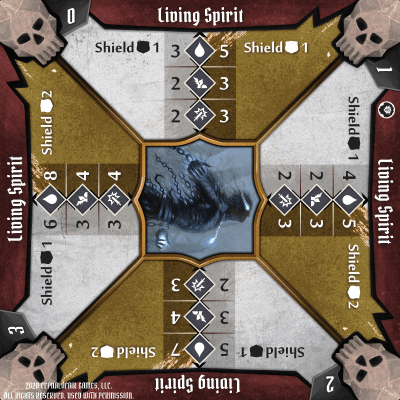 0
Living Spirit
Shield 1
3 5
Shield 1
2 3
2 3
1
Shield 1
2 2 4
3 3 5
Shield 2
Living Spirit
2
Living Spirit
Shield 1
2 3
3 4
5 7
Shield 2
3
Living Spirit
Shield 2
8 4 4
6 3 3
Shield 1
2020 CEPHALOFAIR GAMES, LLC.
ALL RIGHTS RESERVED. USED WITH PERMISSION.